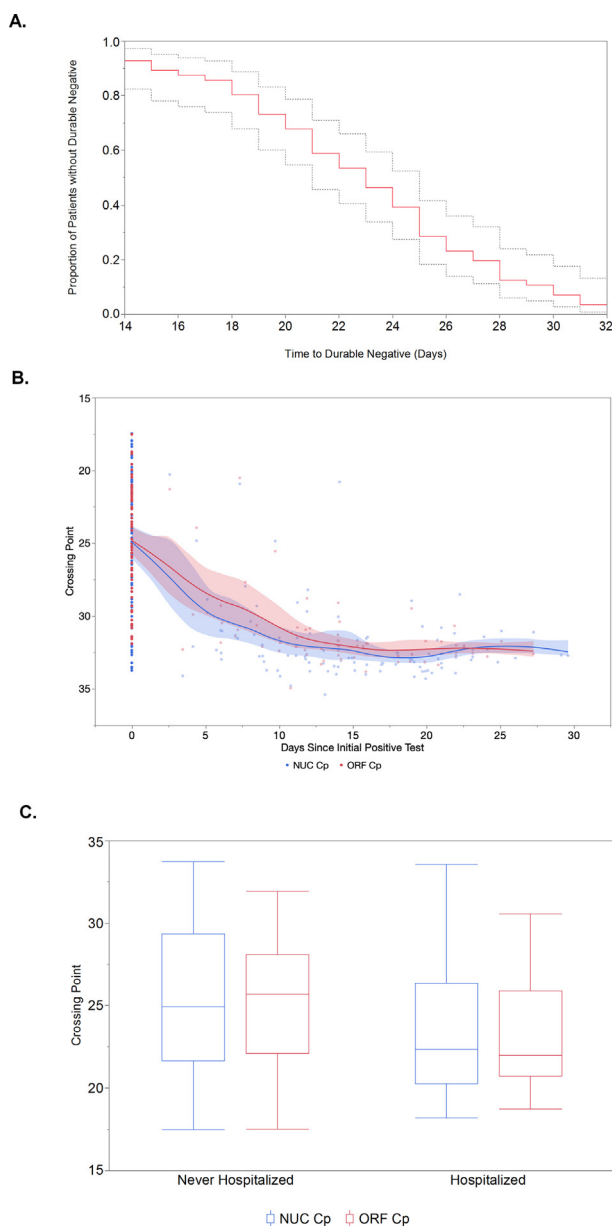 A.
Proportion of Patients without Durable Negative
1.0
0.8
0.6
0.4
0.2
0.0
14 16 18 20 22 24 26 28 30 32
Time to Durable Negative (Days)
B.
Crossing Point
15
20
25
30
35
0 5 10 15 20 25 30
Days Since Initial Positive Test
NUC Cp ORF Cp
C.
Crossing Point
35
30
25
20
15
Never Hospitalized Hospitalized
NUC Cp ORF Cp